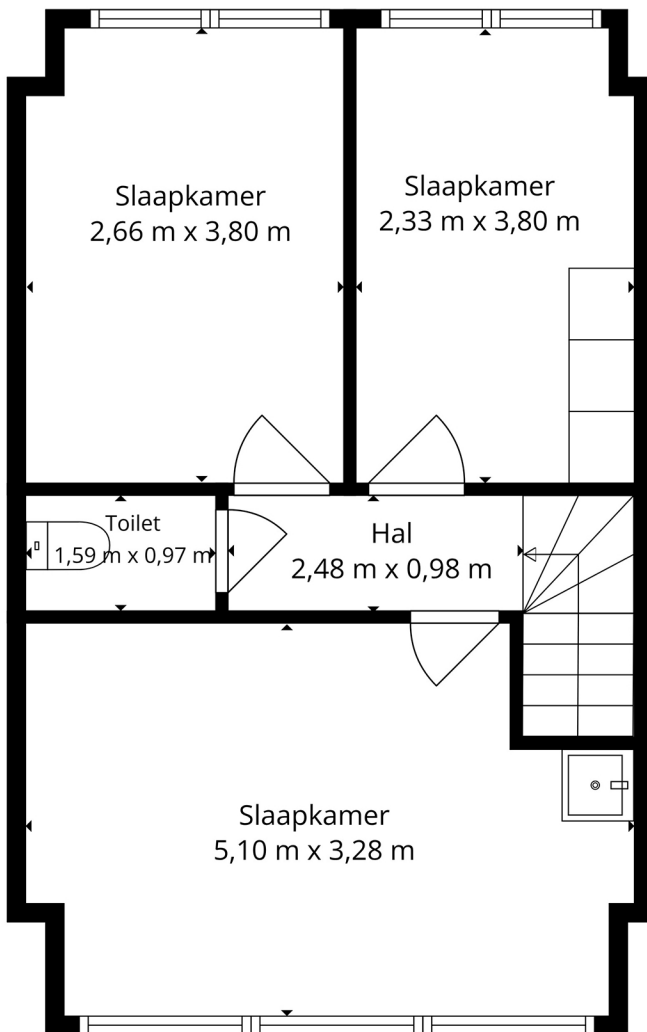 Slaapkamer
2,66 m x 3,80 m
Slaapkamer
2,33 m x 3,80 m
Toilet
1,59 m x 0,97 m
Hal
2,48 m x 0,98 m
Slaapkamer
5,10 m x 3,28 m